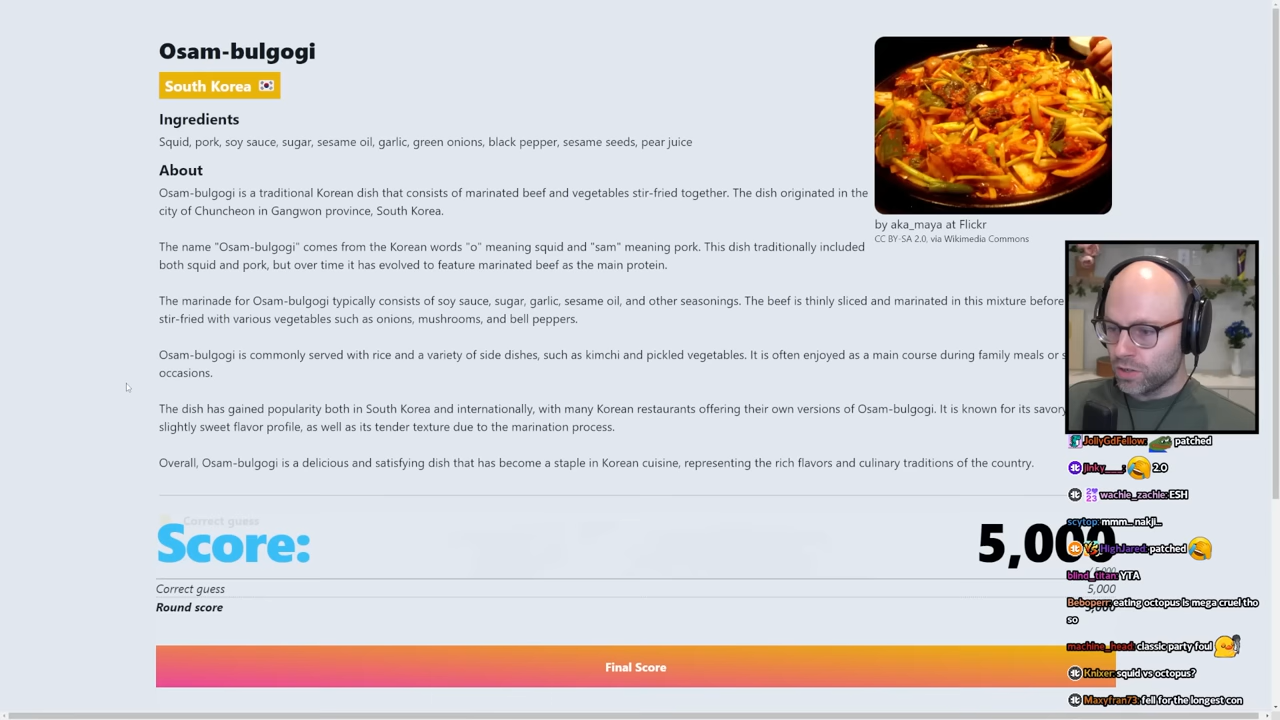 Osam-bulgogi
South Korea
Ingredients
Squid, pork, soy sauce, sugar, sesame oil, garlic, green onions, black pepper, sesame seeds, pear juice
About
Osam-bulgogi is a traditional Korean dish that consists of marinated beef and vegetables stir-fried together. The dish originated in the
city of Chuncheon in Gangwon province, South Korea.
The name "Osam-bulgogi" comes from the Korean words "o" meaning squid and "sam" meaning pork. This dish traditionally included
both squid and pork, but over time it has evolved to feature marinated beef as the main protein.
The marinade for Osam-bulgogi typically consists of soy sauce, sugar, garlic, sesame oil, and other seasonings. The beef is thinly sliced and marinated in this mixture before
stir-fried with various vegetables such as onions, mushrooms, and bell peppers.
Osam-bulgogi is commonly served with rice and a variety of side dishes, such as kimchi and pickled vegetables. It is often enjoyed as a main course during family meals or
occasions.
The dish has gained popularity both in South Korea and internationally, with many Korean restaurants offering their own versions of Osam-bulgogi. It is known for its savory
slightly sweet flavor profile, as well as its tender texture due to the marination process.
Overall, Osam-bulgogi is a delicious and satisfying dish that has become a staple in Korean cuisine, representing the rich flavors and culinary traditions of the country.
by aka_maya at Flickr
CC BY-SA 2.0, via Wikimedia Commons
Correct guess
Score: 5,000
Correct guess 5,000
Round score
Final Score
JollyGdFellow: patched
jinky___: 2.0
wachie_zachie: ESH
scytop: mmm.. nakji...
HighJared: patched
blind_titan: YTA
Beboperr: eating octopus is mega cruel tho
so
machine_head: classic party foul
Knixer: squid vs octopus?
Maxyfran73: fell for the longest con